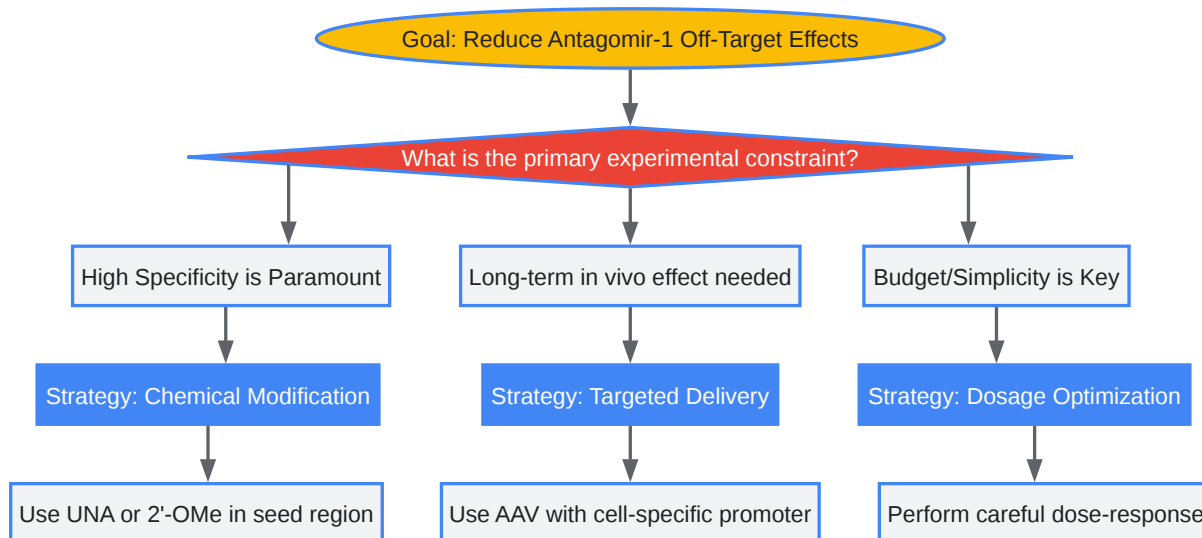 Goal: Reduce Antagomir-1 Off-Target Effects
What is the primary experimental constraint?
High Specificity is Paramount
Long-term in vivo effect needed
Budget/Simplicity is Key
Strategy: Chemical Modification
Strategy: Targeted Delivery
Strategy: Dosage Optimization
Use UNA or 2'-OMe in seed region
Use AAV with cell-specific promoter
Perform careful dose-response